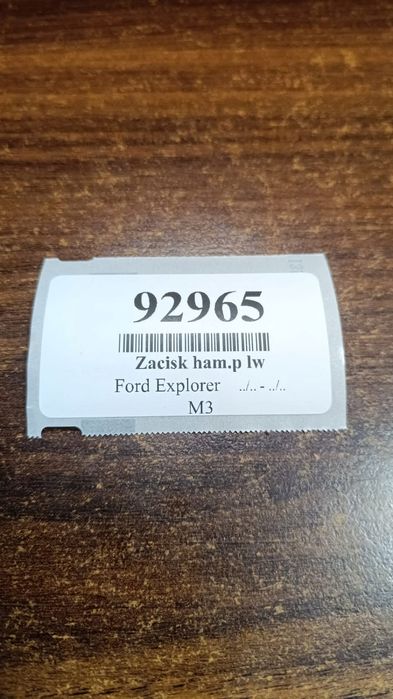 92965
Zacisk ham.p lw
Ford Explorer ../.. - ../..
M3